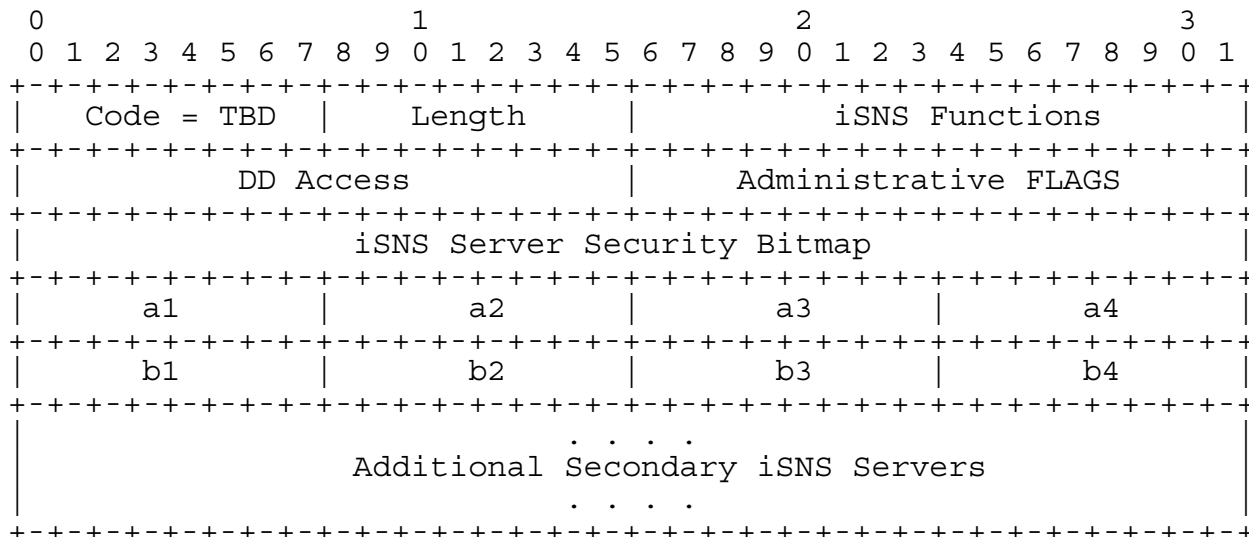 0                   1                   2                   3
0 1 2 3 4 5 6 7 8 9 0 1 2 3 4 5 6 7 8 9 0 1 2 3 4 5 6 7 8 9 0 1
+-+-+-+-+-+-+-+-+-+-+-+-+-+-+-+-+-+-+-+-+-+-+-+-+-+-+-+-+-+-+-+-+
|   Code = TBD  |    Length     |          iSNS Functions       |
+-+-+-+-+-+-+-+-+-+-+-+-+-+-+-+-+-+-+-+-+-+-+-+-+-+-+-+-+-+-+-+-+
|           DD Access           |     Administrative FLAGS      |
+-+-+-+-+-+-+-+-+-+-+-+-+-+-+-+-+-+-+-+-+-+-+-+-+-+-+-+-+-+-+-+-+
|                 iSNS Server Security Bitmap                   |
+-+-+-+-+-+-+-+-+-+-+-+-+-+-+-+-+-+-+-+-+-+-+-+-+-+-+-+-+-+-+-+-+
|      a1       |       a2      |       a3      |       a4      |
+-+-+-+-+-+-+-+-+-+-+-+-+-+-+-+-+-+-+-+-+-+-+-+-+-+-+-+-+-+-+-+-+
|      b1       |       b2      |       b3      |       b4      |
+-+-+-+-+-+-+-+-+-+-+-+-+-+-+-+-+-+-+-+-+-+-+-+-+-+-+-+-+-+-+-+-+
|                            . . . .                            |
|                 Additional Secondary iSNS Servers             |
|                            . . . .                            |
+-+-+-+-+-+-+-+-+-+-+-+-+-+-+-+-+-+-+-+-+-+-+-+-+-+-+-+-+-+-+-+-+